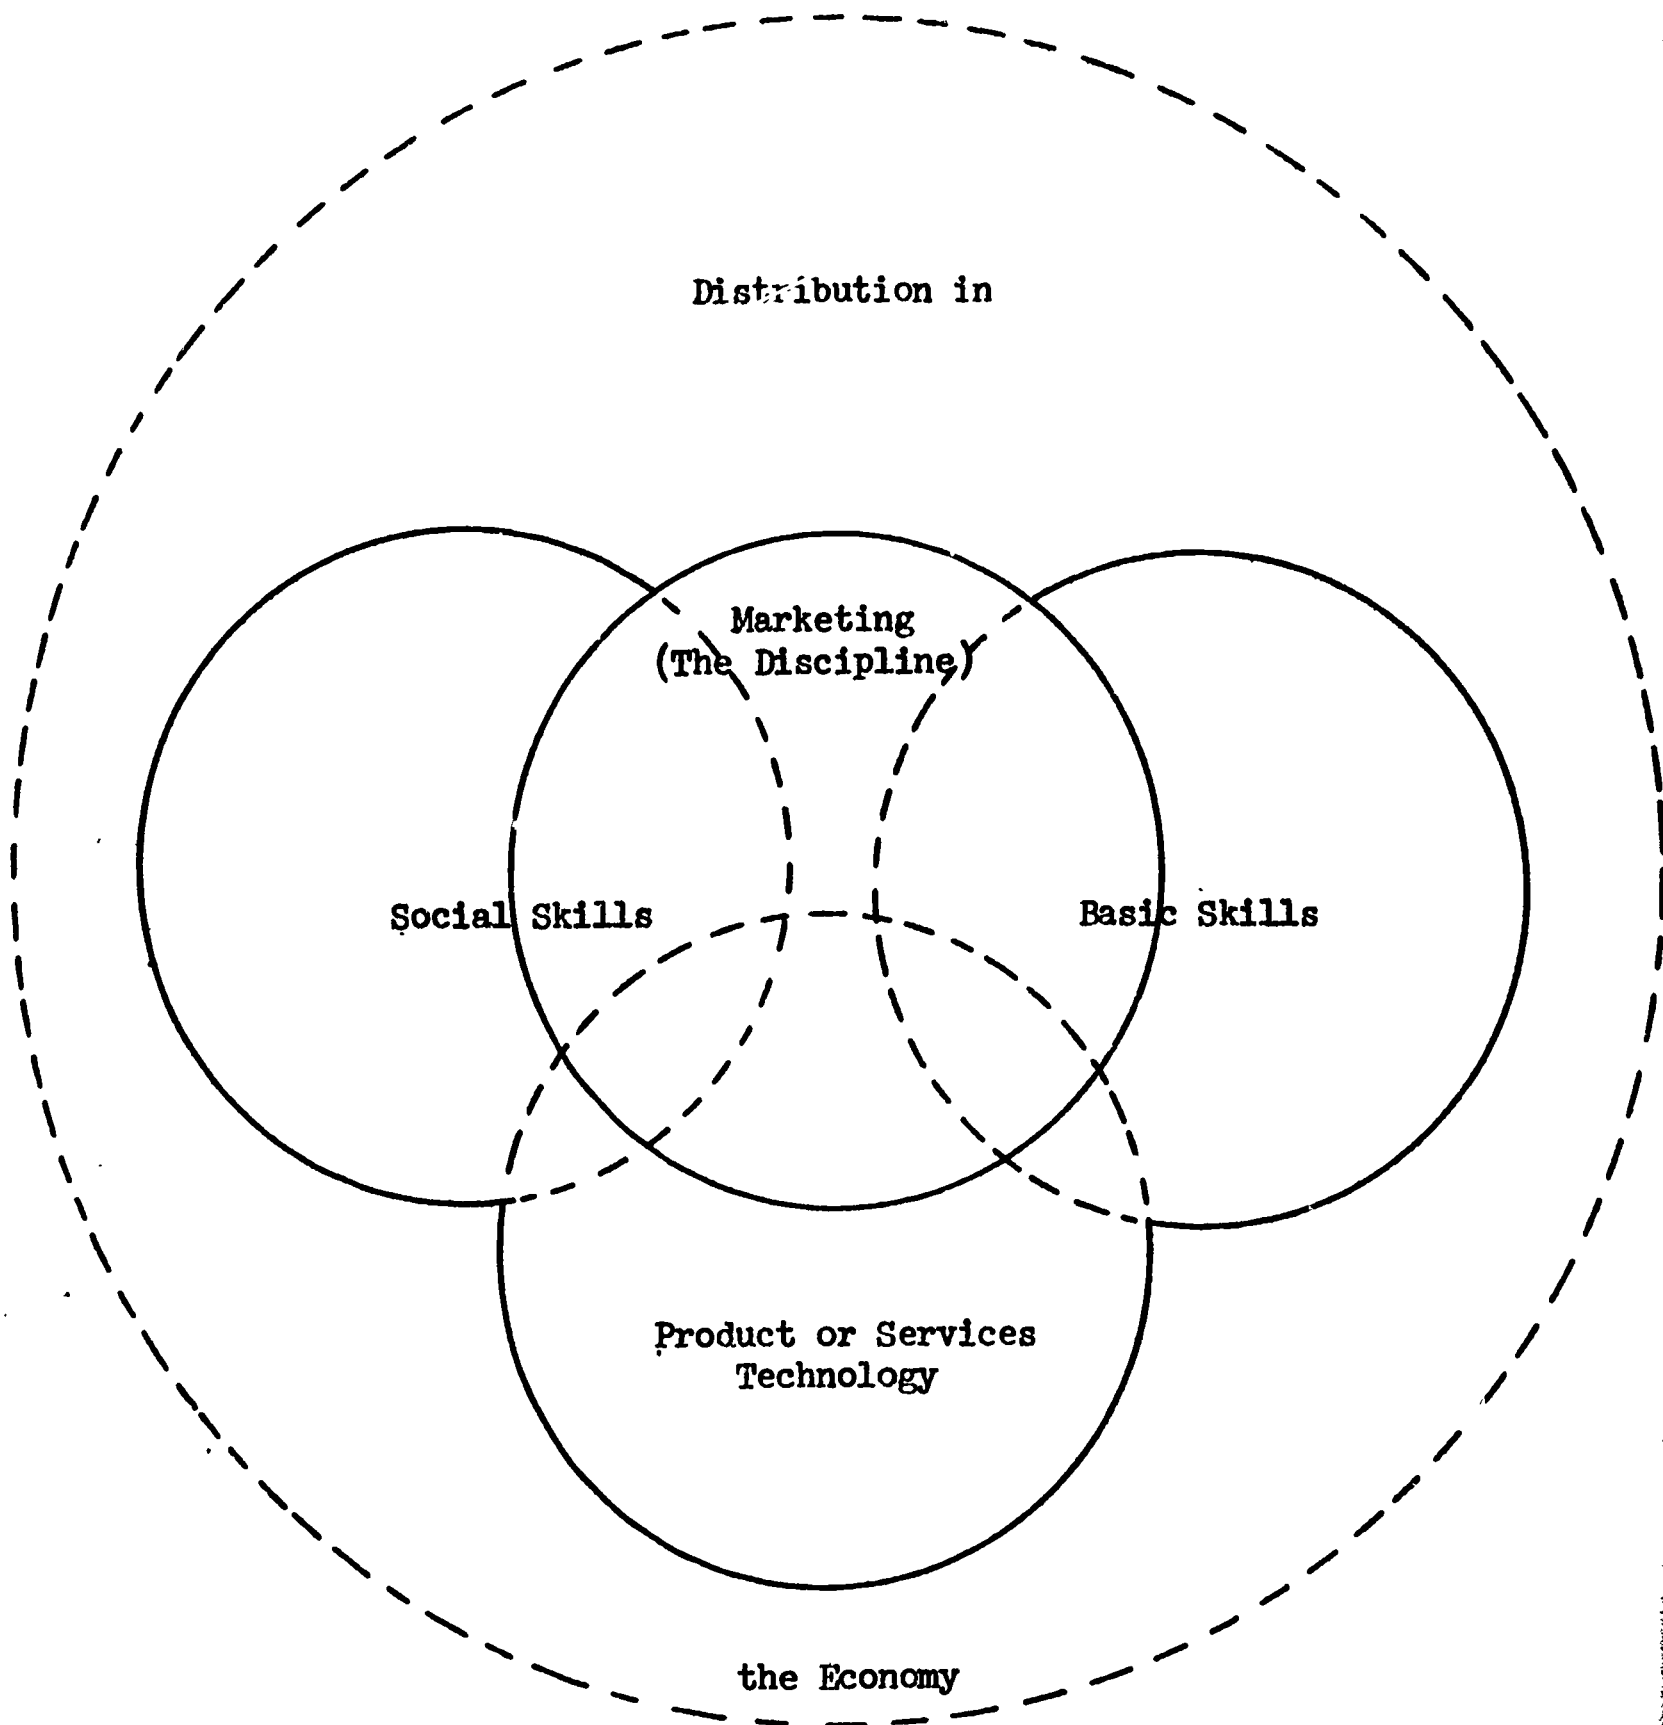 Distribution in
Marketing
(The Discipline)
Social Skills
Basic Skills
Product or Services
Technology
the Economy